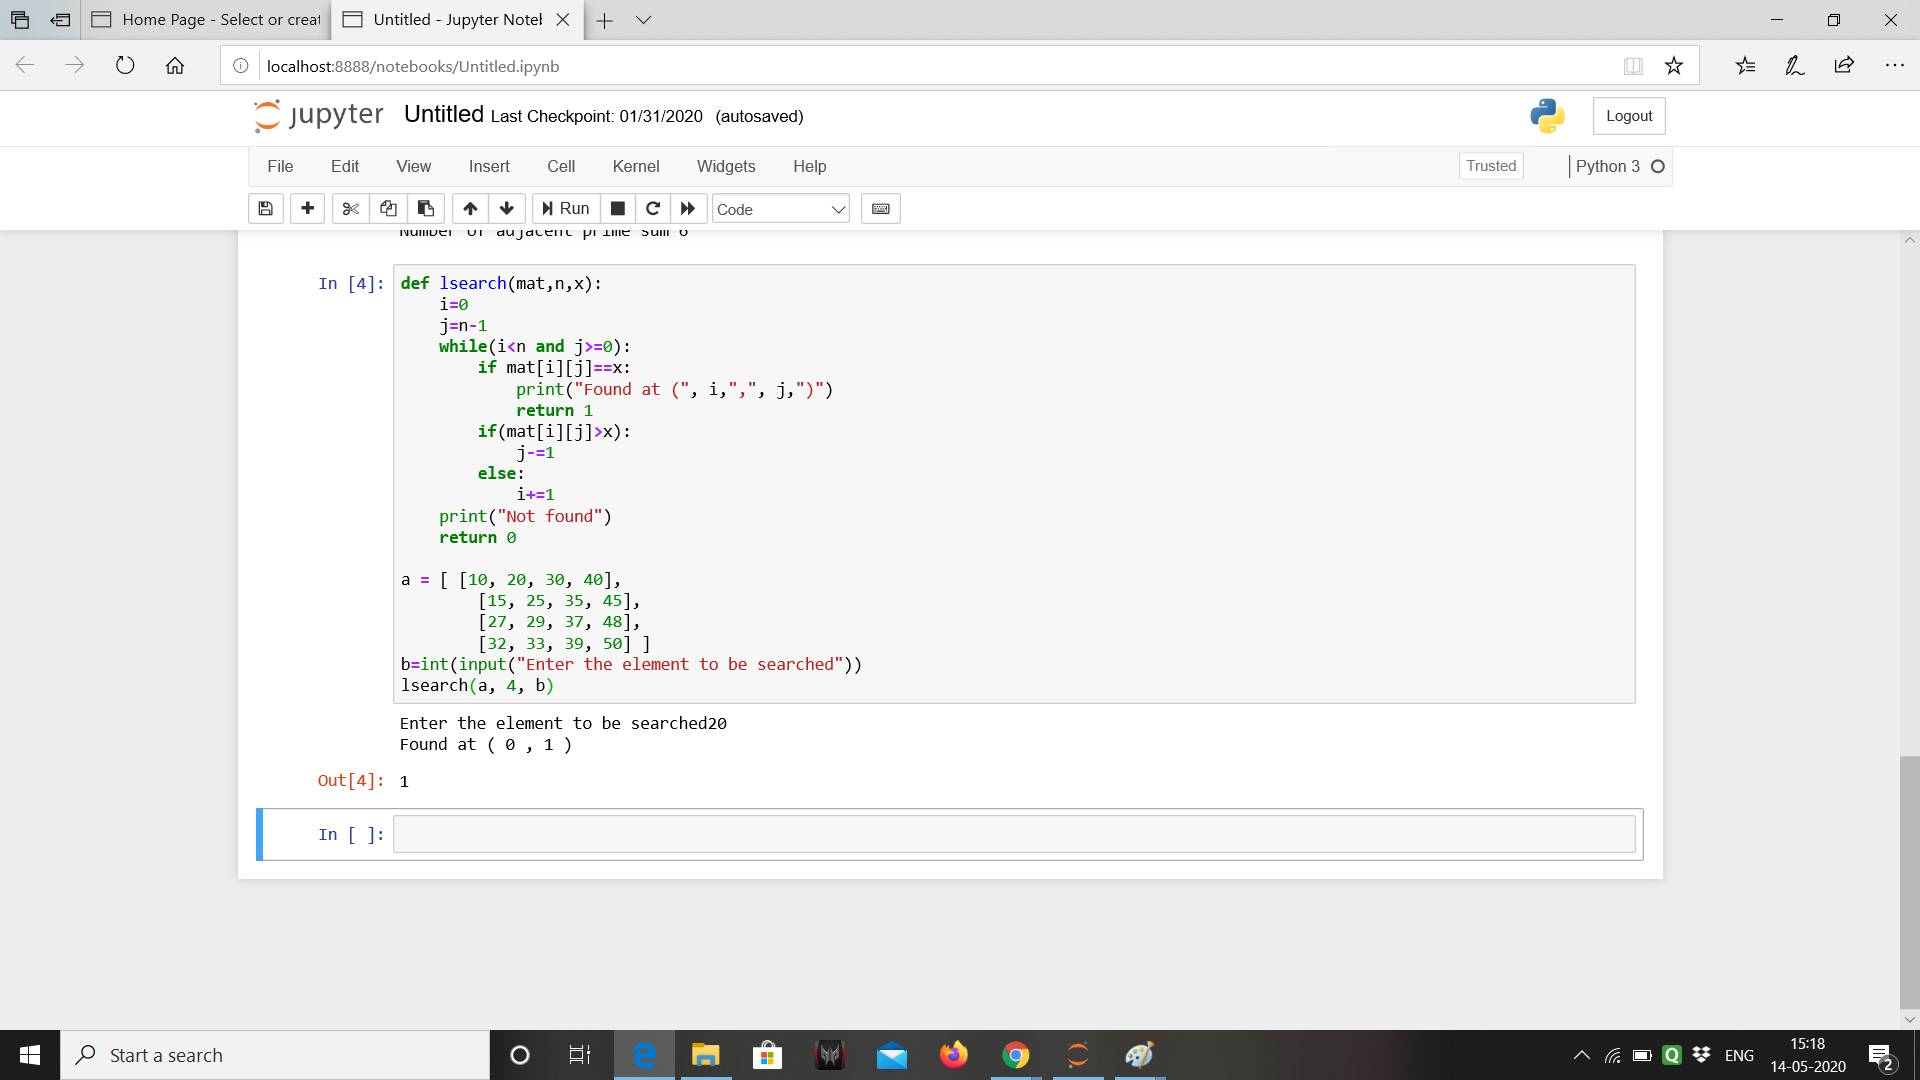 Home Page - Select or creat
Untitled - Jupyter Notel
localhost:8888/notebooks/Untitled.ipynb
jupyter Untitled Last Checkpoint: 01/31/2020 (autosaved)
Logout
File Edit View Insert Cell Kernel Widgets Help
Trusted
Python 3
Run
Code
Number of adjacent prime sum 6
In [4]:
def lsearch(mat,n,x):
    i=0
    j=n-1
    while(i<n and j>=0):
        if mat[i][j]==x:
            print("Found at (", i,",", j,")")
            return 1
        if(mat[i][j]>x):
            j-=1
        else:
            i+=1
    print("Not found")
    return 0
a = [ [10, 20, 30, 40],
        [15, 25, 35, 45],
        [27, 29, 37, 48],
        [32, 33, 39, 50] ]
b=int(input("Enter the element to be searched"))
lsearch(a, 4, b)
Enter the element to be searched20
Found at ( 0 , 1 )
Out[4]: 1
In [ ]:
Start a search
ENG
15:18
14-05-2020
2